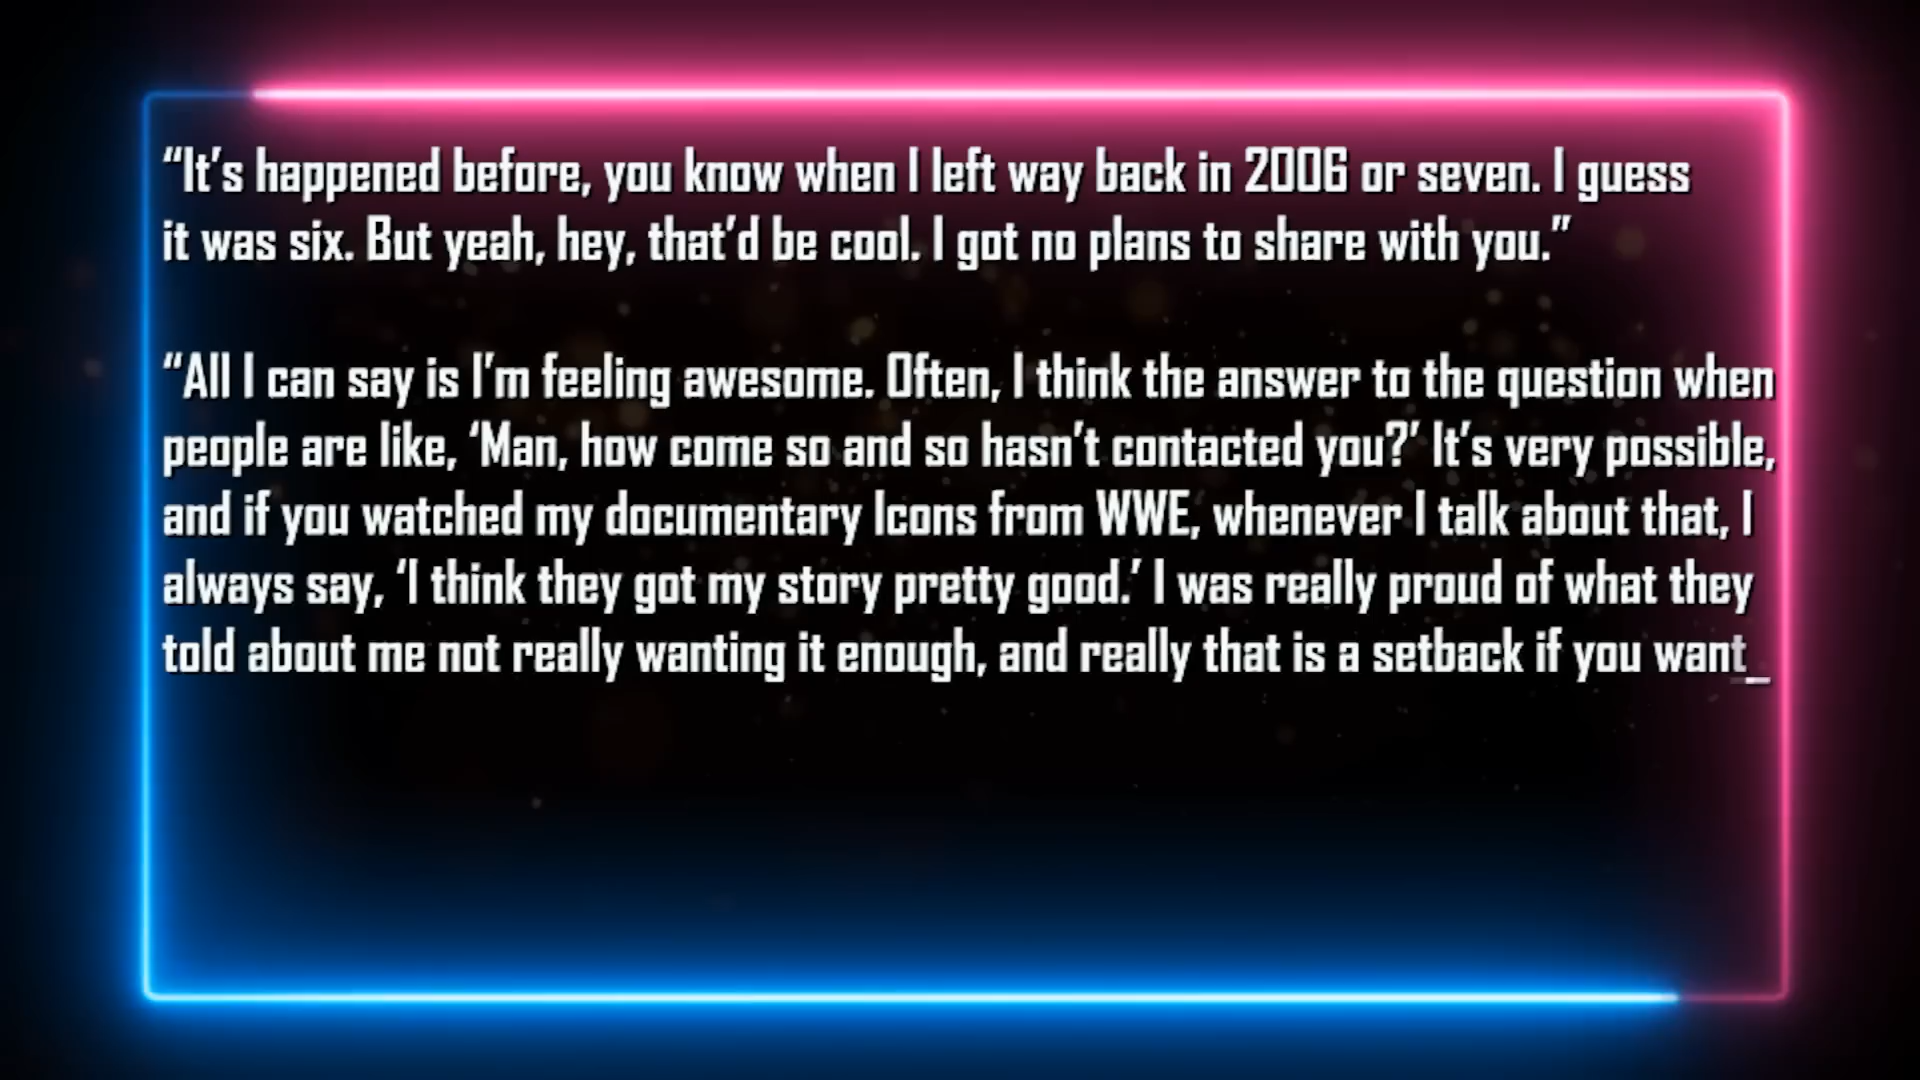 “It’s happened before, you know when I left way back in 2006 or seven. I guess
it was six. But yeah, hey, that’d be cool. I got no plans to share with you.”
“All I can say is I’m feeling awesome. Often, I think the answer to the question when
people are like, ‘Man, how come so and so hasn’t contacted you?’ It’s very possible,
and if you watched my documentary Icons from WWE, whenever I talk about that, I
always say, ‘I think they got my story pretty good.’ I was really proud of what they
told about me not really wanting it enough, and really that is a setback if you want_